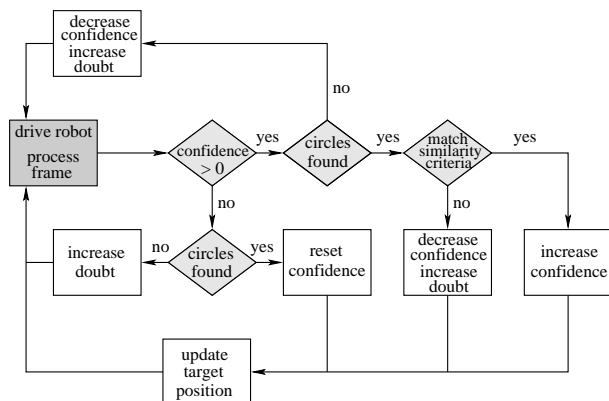 decrease
confidence
increase
doubt
no
drive robot
process
frame
confidence
> 0
yes
circles
found
yes
match
similarity
criteria
yes
no
no
increase
doubt
no
circles
found
yes
reset
confidence
decrease
confidence
increase
doubt
increase
confidence
update
target
position